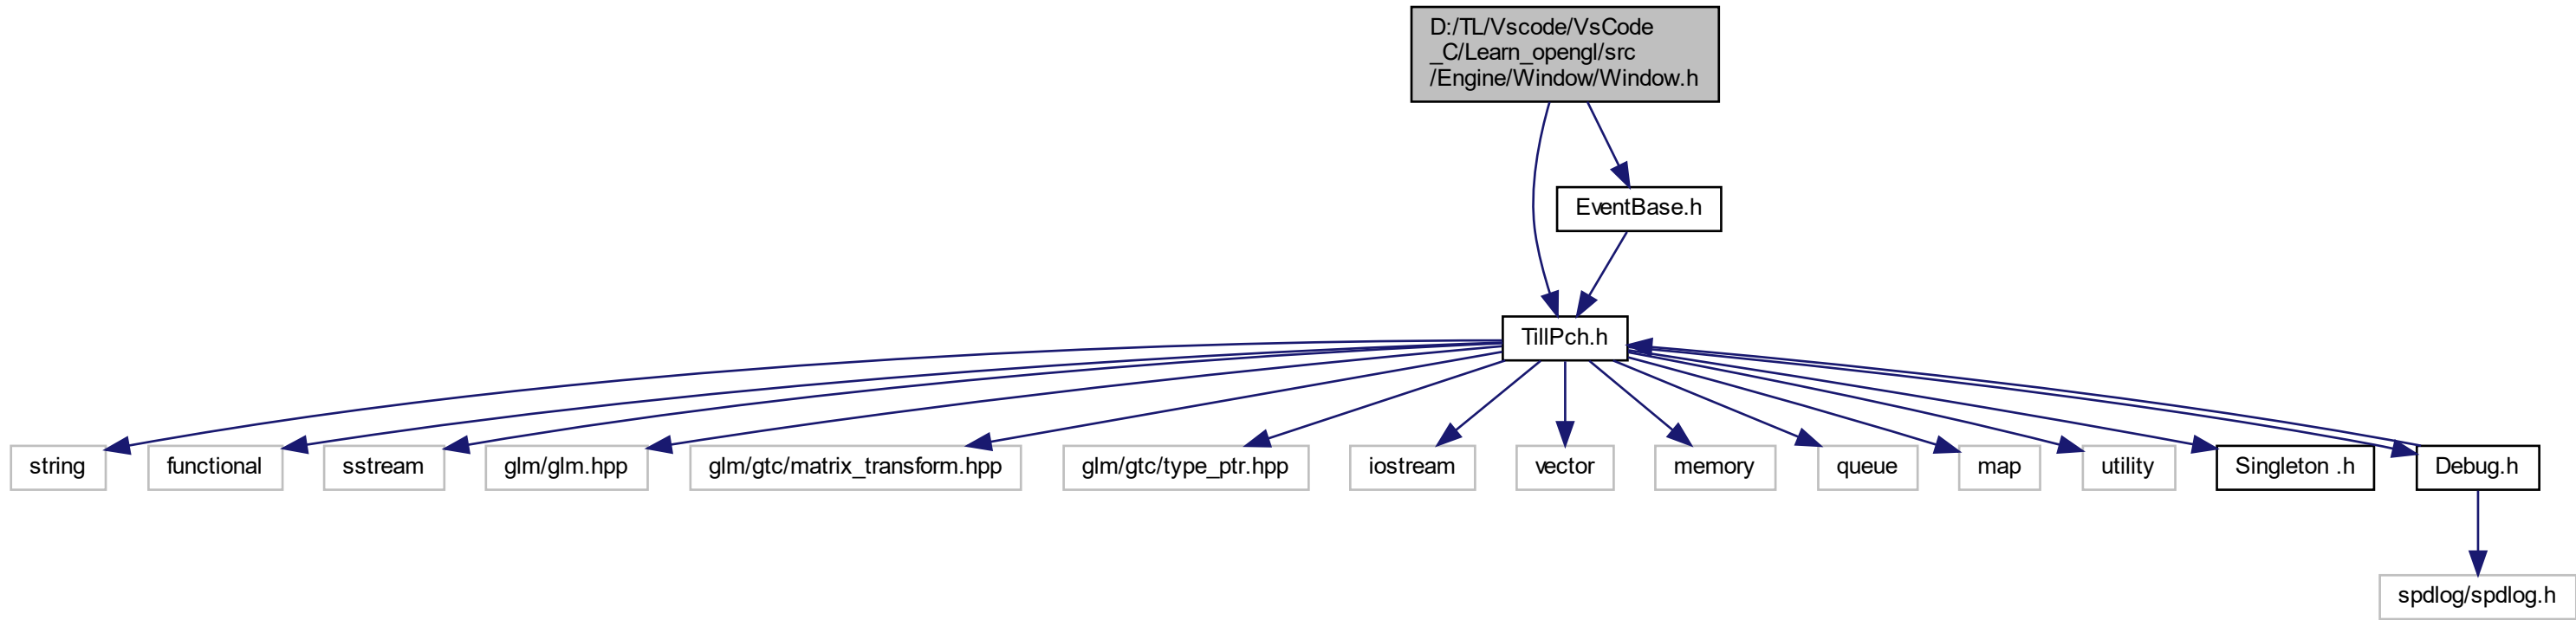 D:/TL/Vscode/VsCode
_C/Learn_opengl/src
/Engine/Window/Window.h
EventBase.h
TillPch.h
string
functional
sstream
glm/glm.hpp
glm/gtc/matrix_transform.hpp
glm/gtc/type_ptr.hpp
iostream
vector
memory
queue
map
utility
Singleton .h
Debug.h
spdlog/spdlog.h